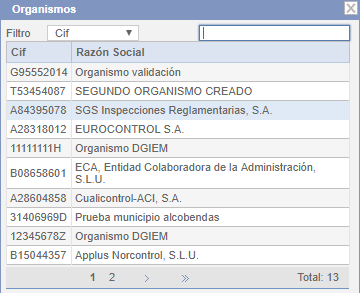 Organismos
Filtro Cif
Cif Razón Social
G95552014 Organismo validación
T53454087 SEGUNDO ORGANISMO CREADO
A84395078 SGS Inspecciones Reglamentarias, S.A.
A28318012 EUROCONTROL S.A.
11111111H Organismo DGIEM
B08658601 ECA, Entidad Colaboradora de la Administración,
S.L.U.
A28604858 Cualicontrol-ACI, S.A.
31406969D Prueba municipio alcobendas
12345678Z Organismo DGIEM
B15044357 Applus Norcontrol, S.L.U.
1 2 Total: 13